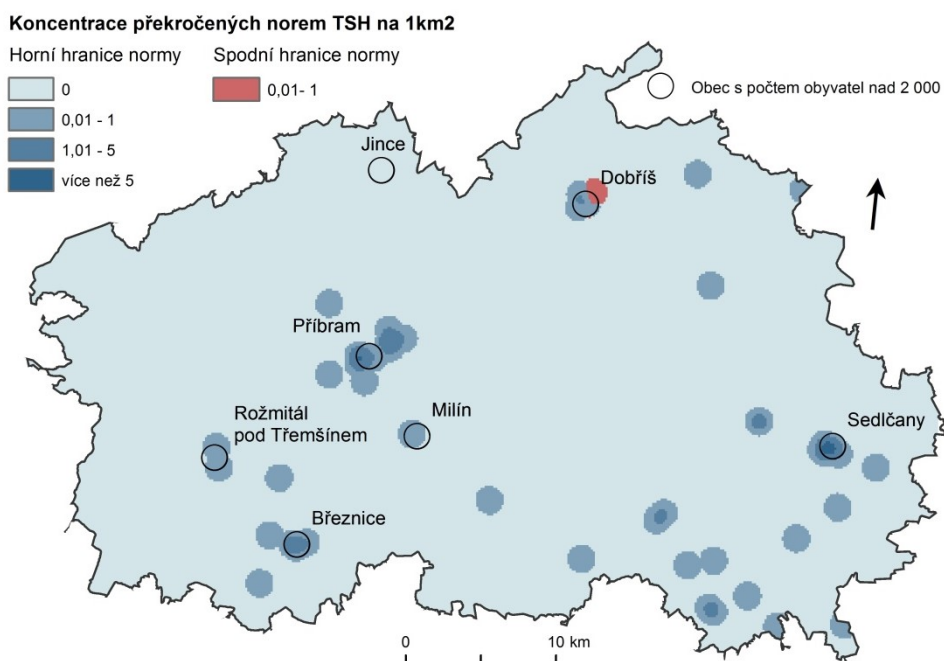 Koncentrace překročených norem TSH na 1km2
Horní hranice normy
Spodní hranice normy
0
0,01 - 1
1,01 - 5
více než 5
0,01- 1
Obec s počtem obyvatel nad 2 000
Jince
Dobříš
Příbram
Rožmitál
pod Třemšínem
Milín
Sedlčany
Březnice
0
10 km